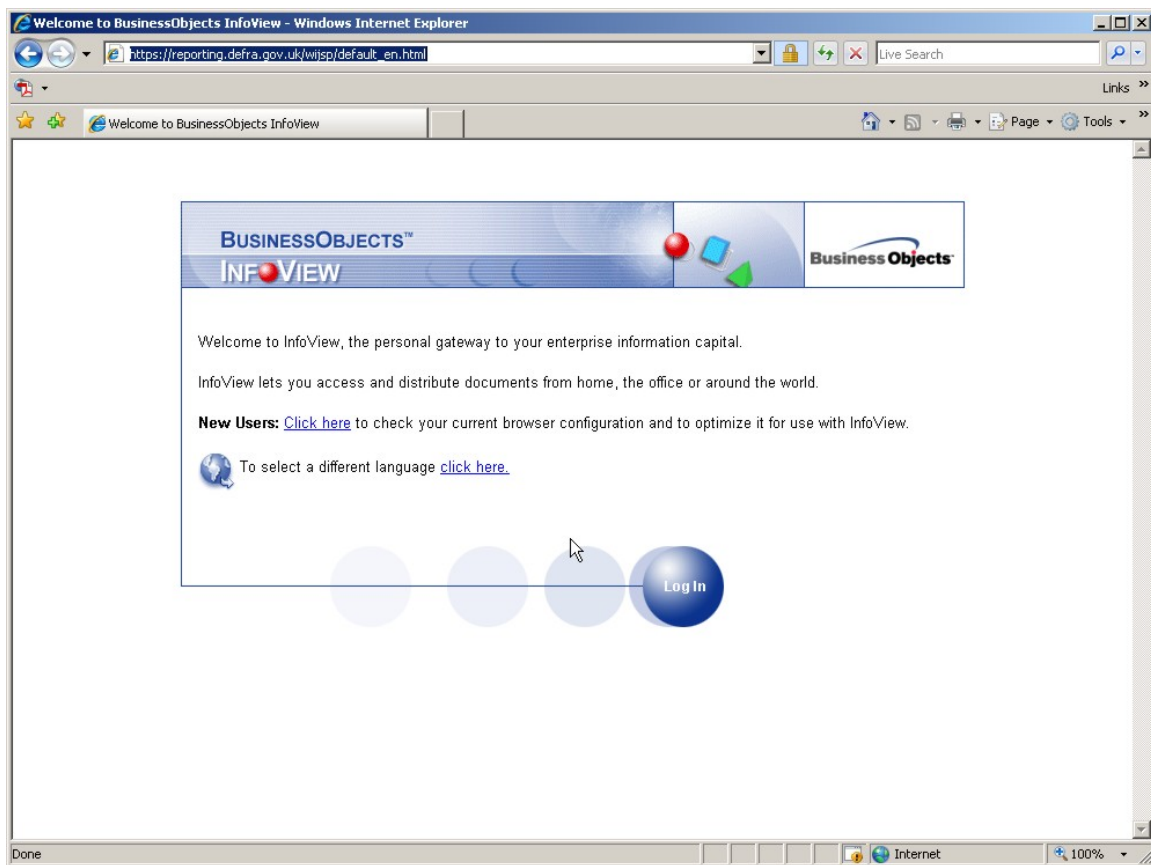 Welcome to BusinessObjects InfoView - Windows Internet Explorer
https://reporting.defra.gov.uk/wijsp/default_en.html
Live Search
Links »
Welcome to BusinessObjects InfoView
Page
Tools
»
BUSINESSOBJECTS™
INFOVIEW
Business Objects
Welcome to InfoView, the personal gateway to your enterprise information capital.
InfoView lets you access and distribute documents from home, the office or around the world.
New Users: Click here to check your current browser configuration and to optimize it for use with InfoView.
To select a different language click here.
Log In
Done
Internet
100%